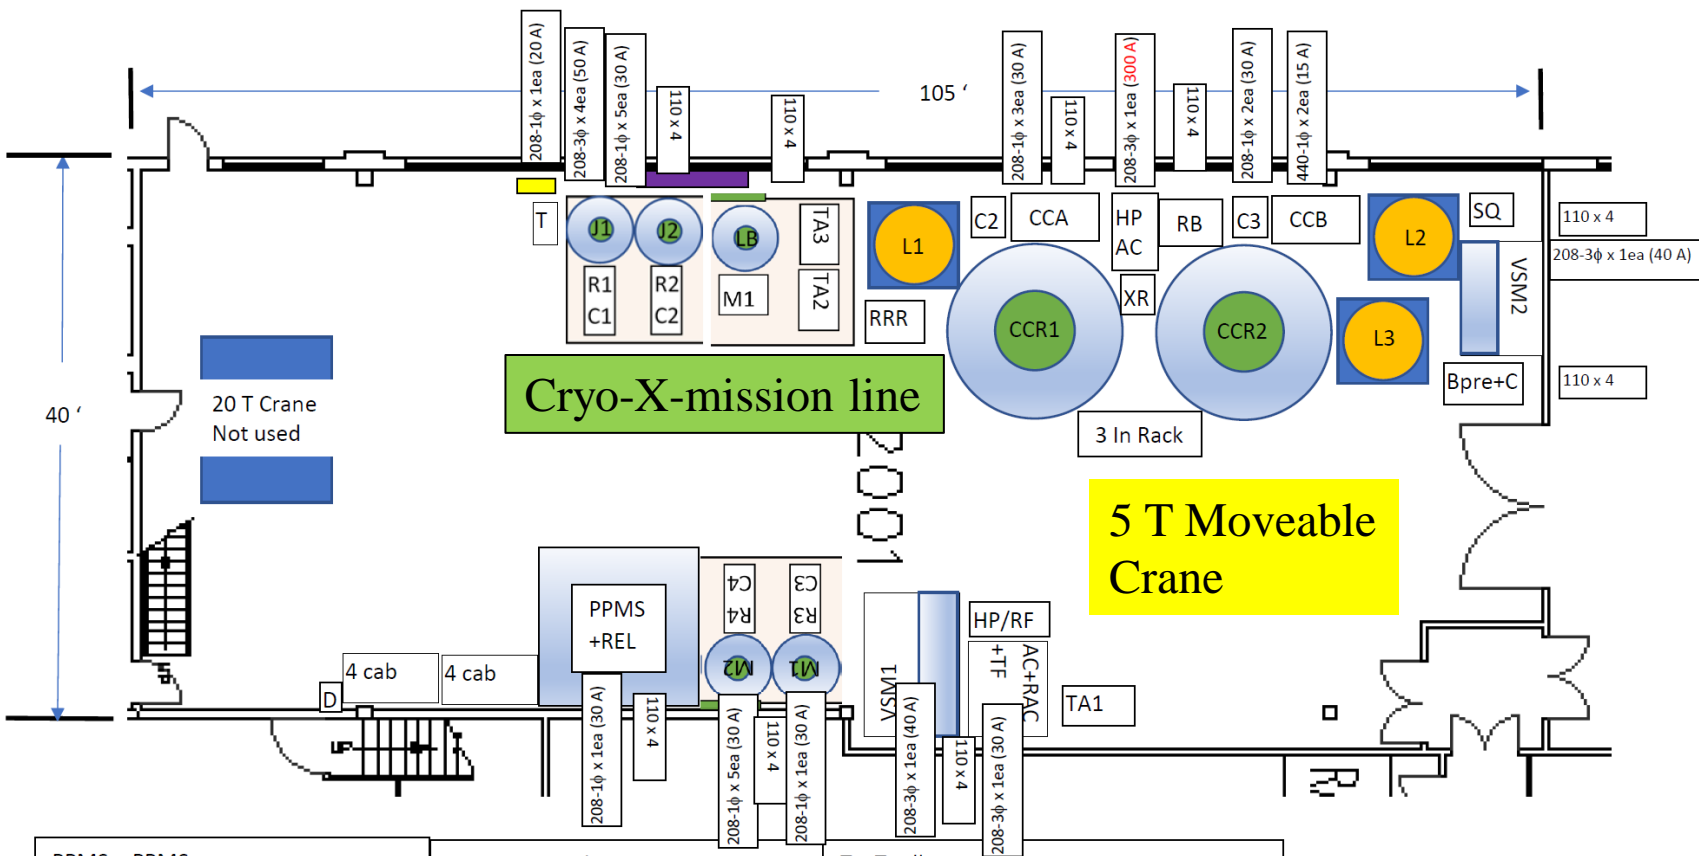 208-1ϕ x 1ea (20 A)
208-3ϕ x 4ea (50 A)
208-1ϕ x 5ea (30 A)
110 x 4
110 x 4
105 ‘
208-1ϕ x 3ea (30 A)
110 x 4
208-3ϕ x 1ea (300 A)
110 x 4
208-1ϕ x 2ea (30 A)
440-1ϕ x 2ea (15 A)
T
J1
J2
LB
TA3
L1
C2
CCA
HP
AC
RB
C3
CCB
L2
SQ
110 x 4
208-3ϕ x 1ea (40 A)
R1
C1
R2
C2
M1
TA2
RRR
CCR1
XR
CCR2
L3
VSM2
Bpre+C
110 x 4
40 ‘
20 T Crane
Not used
Cryo-X-mission line
3 In Rack
1002
5 T Moveable
Crane
PPMS
+REL
C4
R4
C3
R3
M2
M1
HP/RF
VSM1
AC+RAC
+TF
TA1
4 cab
4 cab
D
208-1ϕ x 1ea (30 A)
110 x 4
208-1ϕ x 5ea (30 A)
110 x 4
208-1ϕ x 1ea (30 A)
208-3ϕ x 1ea (40 A)
110 x 4
208-3ϕ x 1ea (30 A)